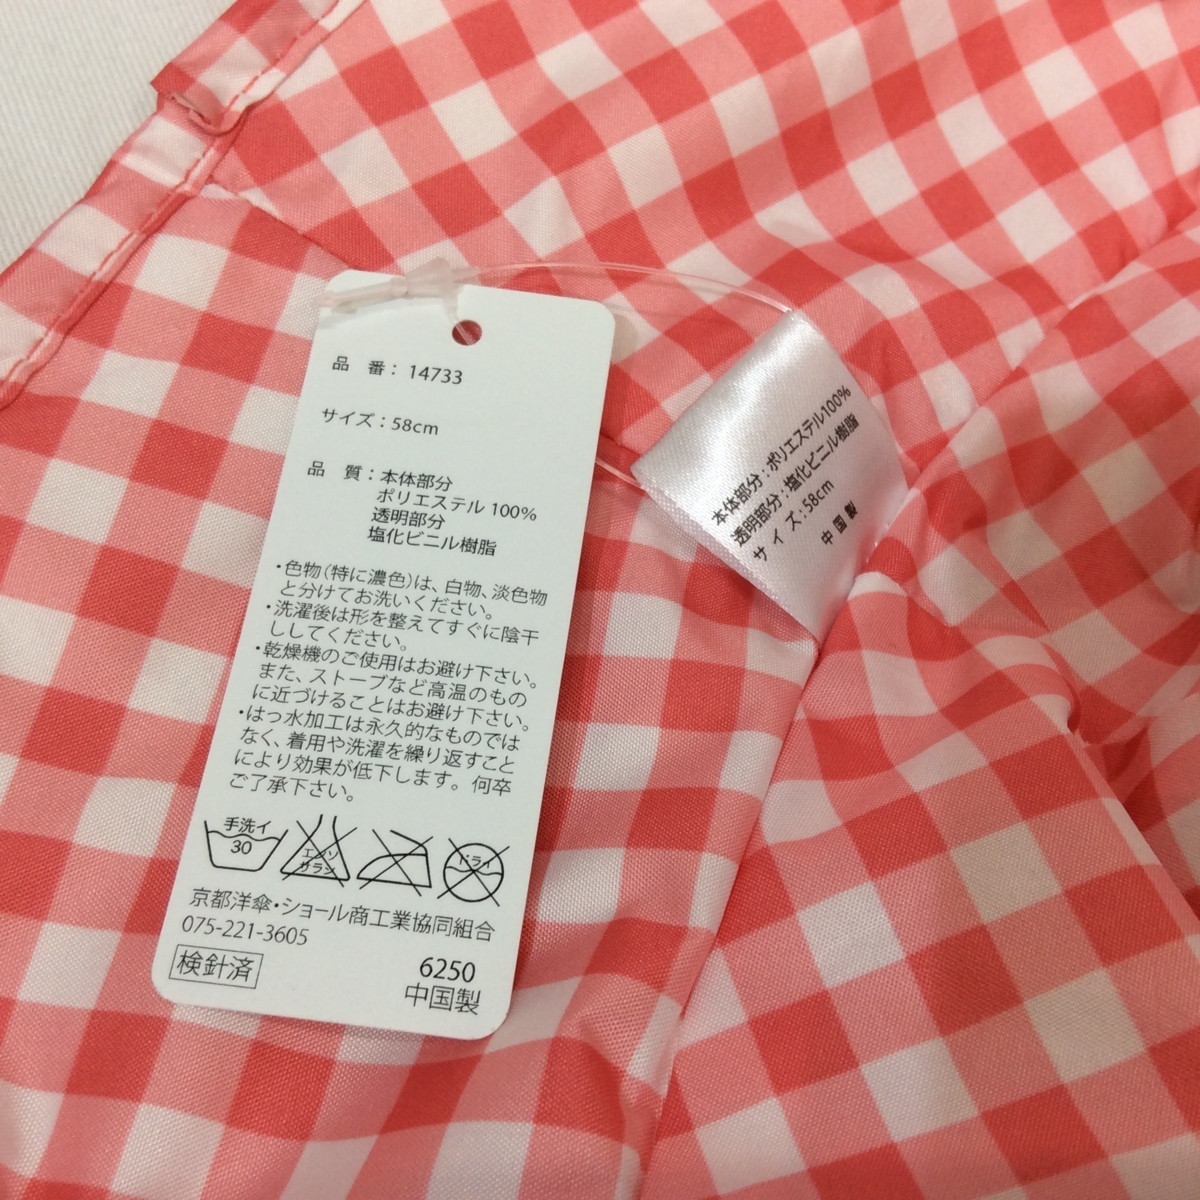 品 番：14733
サイズ：58cm
品 質：本体部分
ポリエステル 100%
透明部分
塩化ビニル樹脂
・色物（特に濃色）は、白物、淡色物
と分けてお洗いください。
・洗濯後は形を整えてすぐに陰干
ししてください。
・乾燥機のご使用はお避け下さい。
また、ストーブなど高温のもの
に近づけることはお避け下さい。
・はっ水加工は永久的なものでは
なく、着用や洗濯を繰り返すこと
により効果が低下します。何卒
ご了承下さい。
手洗イ
30
エンソ
サラシ
ドライ
京都洋傘・ショール商工業協同組合
075-221-3605
検針済
6250
中国製
本体部分：ポリエステル100%
透明部分：塩化ビニル樹脂
サイズ：58cm
中国製